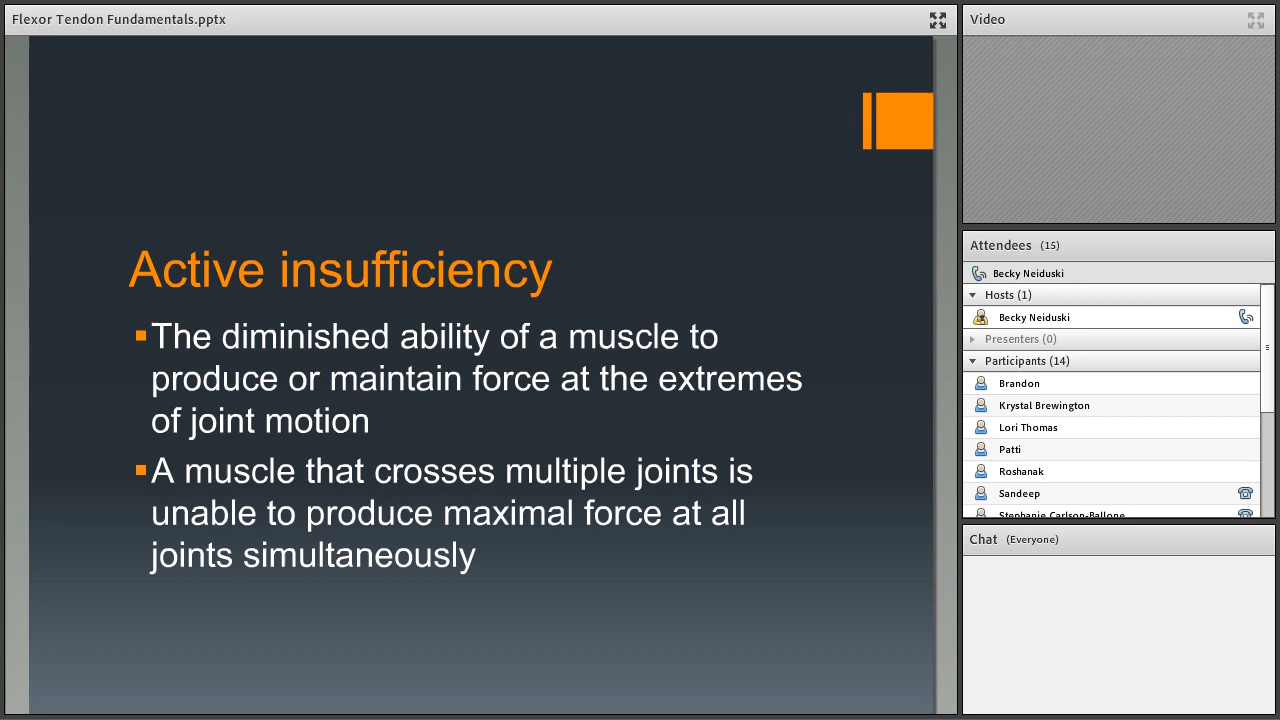 Flexor Tendon Fundamentals.pptx
Active insufficiency
The diminished ability of a muscle to
produce or maintain force at the extremes
of joint motion
A muscle that crosses multiple joints is
unable to produce maximal force at all
joints simultaneously
Video
Attendees (15)
Becky Neiduski
Hosts (1)
Becky Neiduski
Presenters (0)
Participants (14)
Brandon
Krystal Brewington
Lori Thomas
Patti
Roshanak
Sandeep
Stephanie Carlson-Ballone
Chat (Everyone)